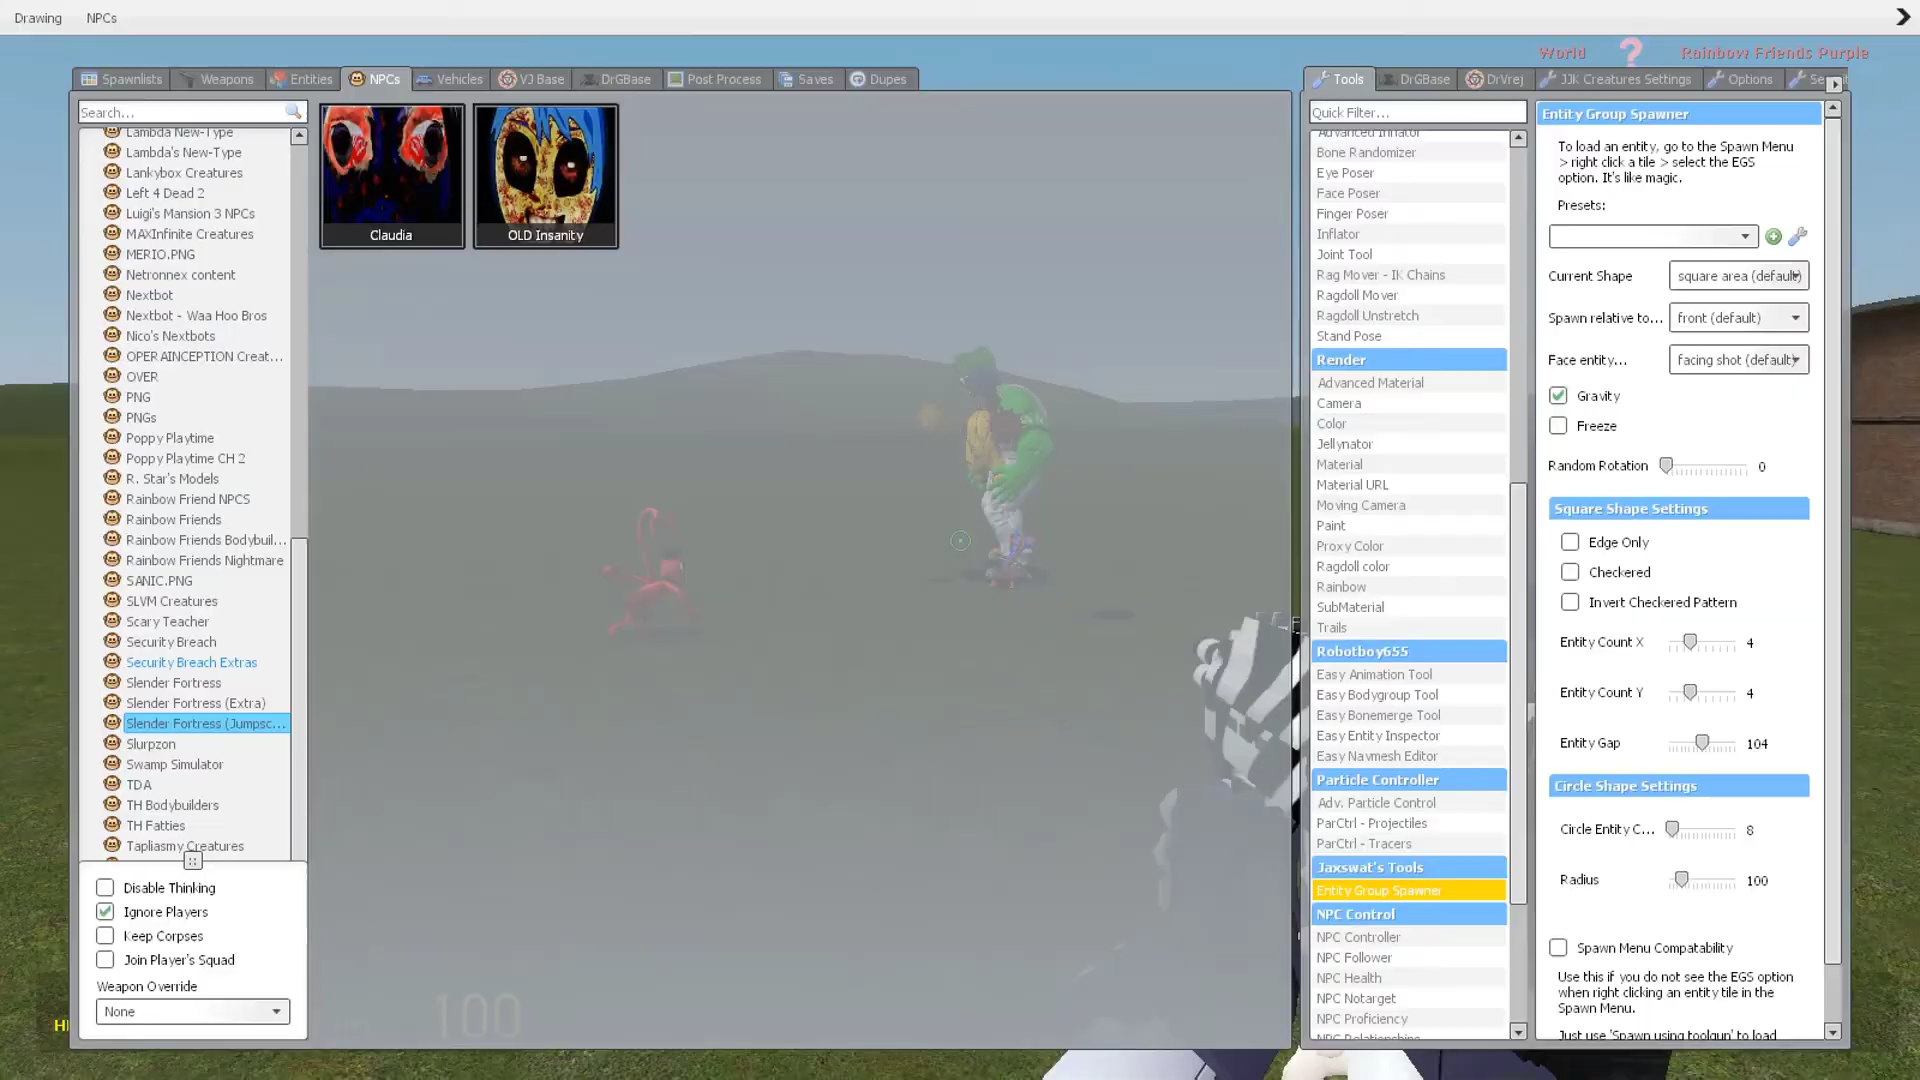 Drawing NPCs
World Rainbow Friends Purple
Spawnlists Weapons Entities NPCs Vehicles VJ Base DrGBase Post Process Saves Dupes
Search...
Lambda New-Type
Lambda's New-Type
Lankybox Creatures
Left 4 Dead 2
Luigi's Mansion 3 NPCs
MAXInfinite Creatures
MERIO.PNG
Netronnex content
Nextbot
Nextbot - Waa Hoo Bros
Nico's Nextbots
OPERAINCEPTION Creat...
OVER
PNG
PNGs
Poppy Playtime
Poppy Playtime CH 2
R. Star's Models
Rainbow Friend NPCS
Rainbow Friends
Rainbow Friends Bodybuil...
Rainbow Friends Nightmare
SANIC.PNG
SLVM Creatures
Scary Teacher
Security Breach
Security Breach Extras
Slender Fortress
Slender Fortress (Extra)
Slender Fortress (Jumpsc...
Slurpzon
Swamp Simulator
TDA
TH Bodybuilders
TH Fatties
Tapliasmy Creatures
Disable Thinking
Ignore Players
Keep Corpses
Join Player's Squad
Weapon Override
None
Claudia
OLD Insanity
100
Tools DrGBase DrVrej JJK Creatures Settings Options
Quick Filter...
Advanced Inflator
Bone Randomizer
Eye Poser
Face Poser
Finger Poser
Inflator
Joint Tool
Rag Mover - IK Chains
Ragdoll Mover
Ragdoll Unstretch
Stand Pose
Render
Advanced Material
Camera
Color
Jellynator
Material
Material URL
Moving Camera
Paint
Proxy Color
Ragdoll color
Rainbow
SubMaterial
Trails
Robotboy655
Easy Animation Tool
Easy Bodygroup Tool
Easy Bonemerge Tool
Easy Entity Inspector
Easy Navmesh Editor
Particle Controller
Adv. Particle Control
ParCtrl - Projectiles
ParCtrl - Tracers
Jaxswat's Tools
Entity Group Spawner
NPC Control
NPC Controller
NPC Follower
NPC Health
NPC Notarget
NPC Proficiency
Entity Group Spawner
To load an entity, go to the Spawn Menu
> right click a tile > select the EGS
option. It's like magic.
Presets:
Current Shape square area (default)
Spawn relative to... front (default)
Face entity... facing shot (default)
Gravity
Freeze
Random Rotation 0
Square Shape Settings
Edge Only
Checkered
Invert Checkered Pattern
Entity Count X 4
Entity Count Y 4
Entity Gap 104
Circle Shape Settings
Circle Entity C... 8
Radius 100
Spawn Menu Compatability
Use this if you do not see the EGS option
when right clicking an entity tile in the
Spawn Menu.
Just use 'Spawn using toolgun' to load